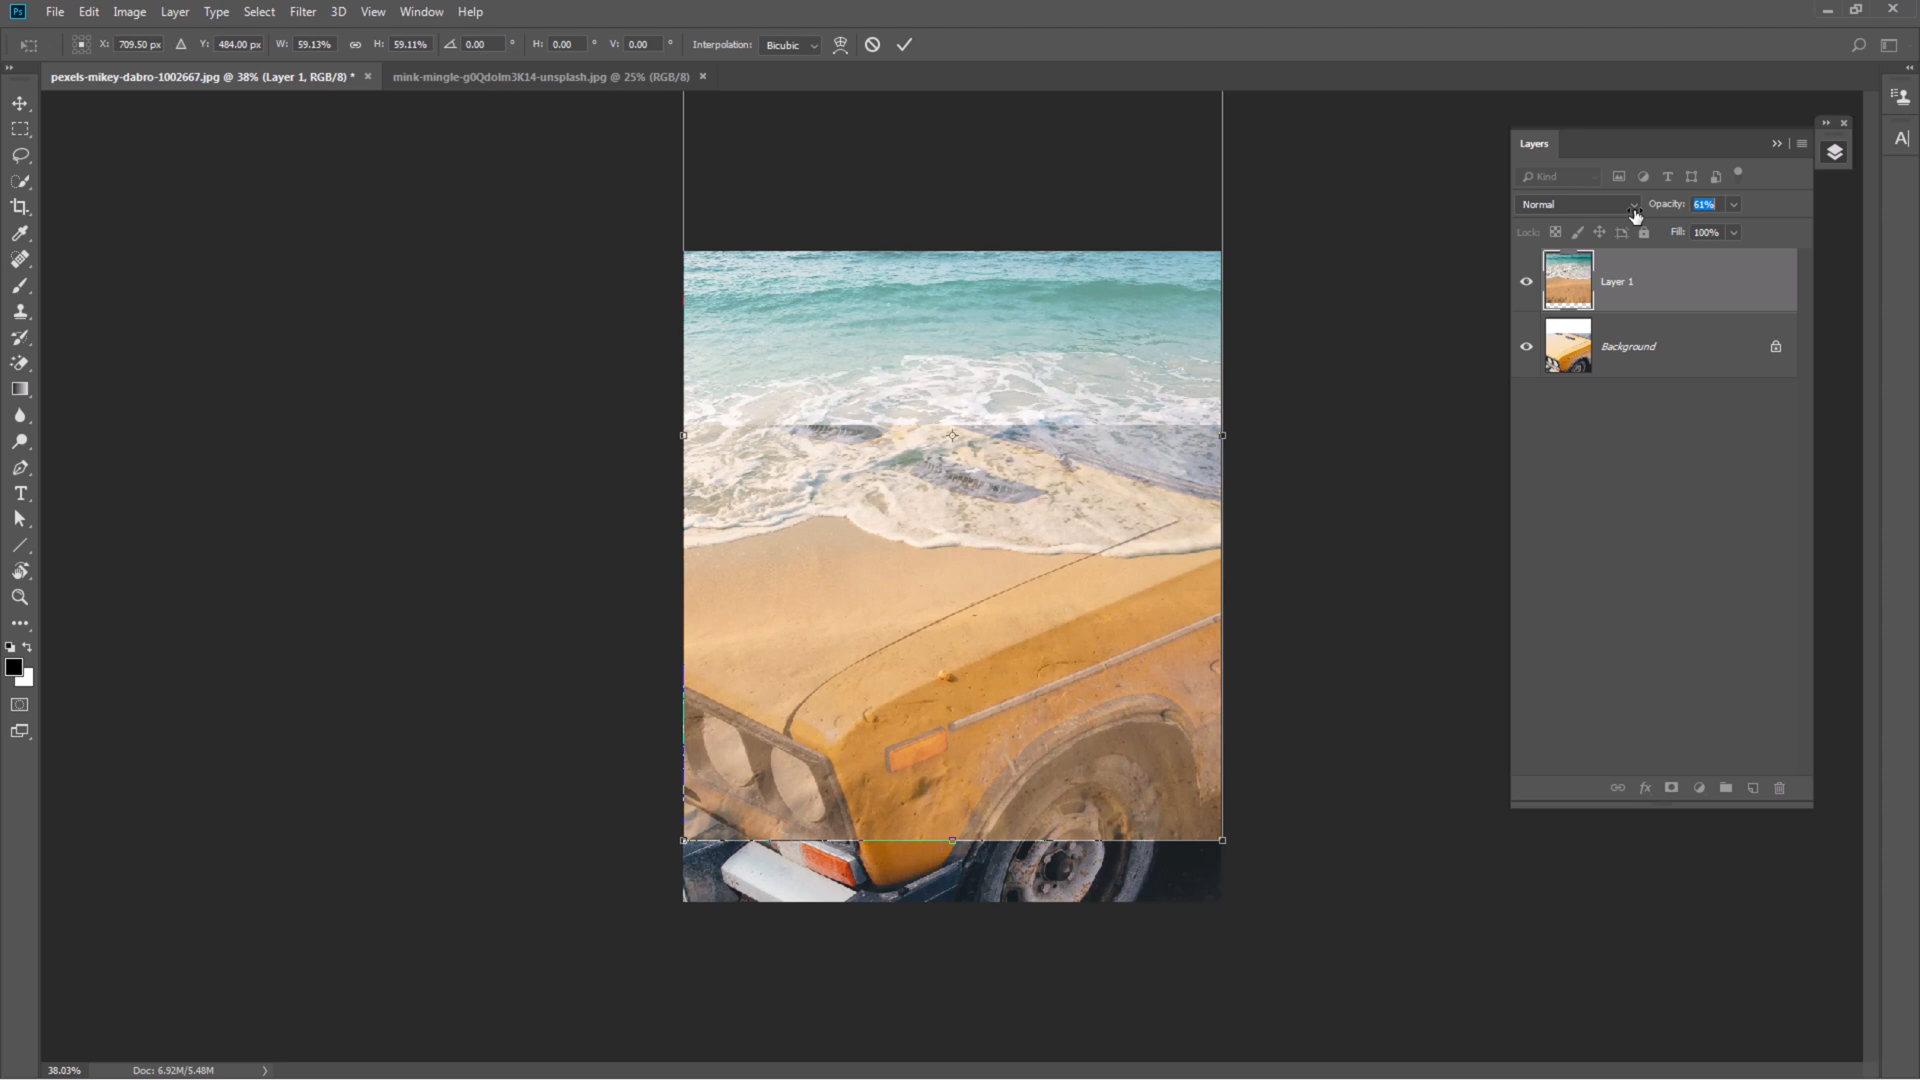 Ps File Edit Image Layer Type Select Filter 3D View Window Help
X: 709.50 px Y: 484.00 px W: 59.13% H: 59.11% 0.00 ° H: 0.00 ° V: 0.00 ° Interpolation: Bicubic
pexels-mikey-dabro-1002667.jpg @ 38% (Layer 1, RGB/8) * × mink-mingle-g0Qdolm3K14-unsplash.jpg @ 25% (RGB/8) ×
Layers
Kind
Normal Opacity: 61%
Lock: Fill: 100%
Layer 1
Background
fx
38.03% Doc: 6.92M/5.48M